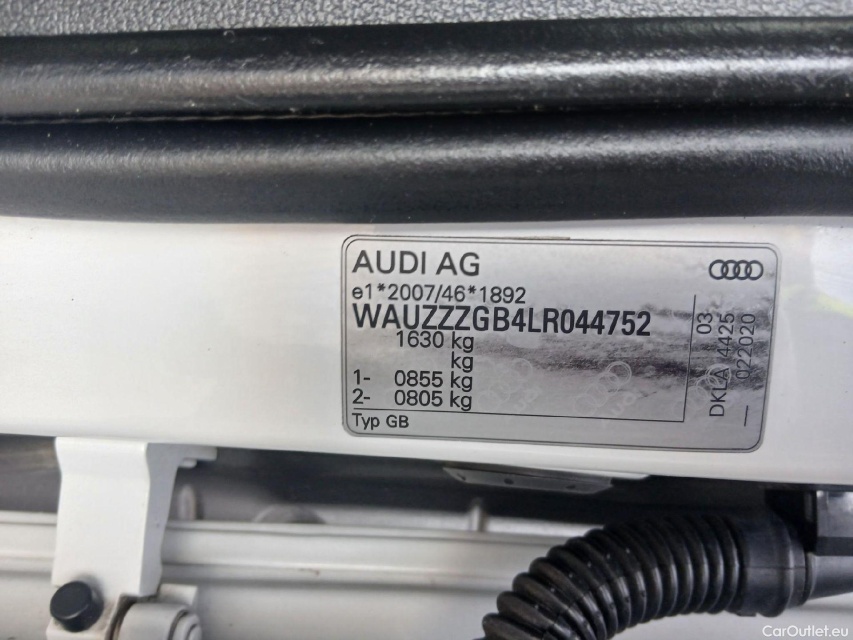 AUDI AG
e1*2007/46*1892
WAUZZZGB4LR044752
1630 kg
kg
1- 0855 kg
2- 0805 kg
Typ GB
DKLA 4425 03
— 022020
CarOutlet.eu